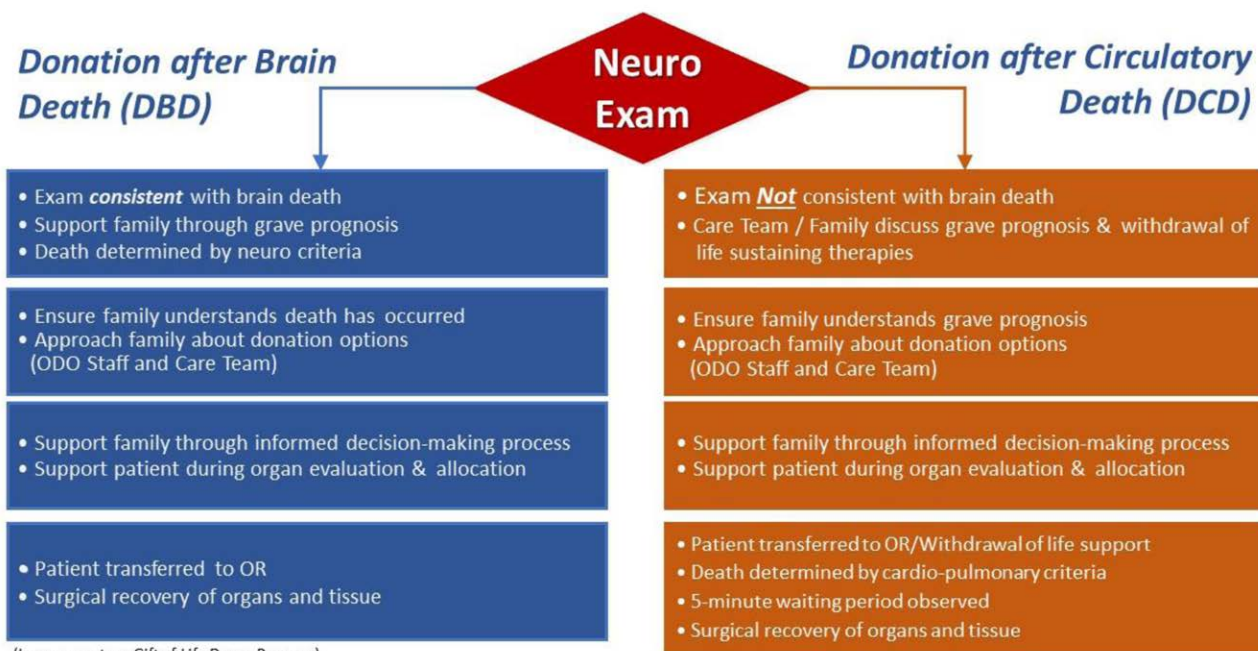 Donation after Brain
Death (DBD)
Neuro
Exam
Donation after Circulatory
Death (DCD)
• Exam consistent with brain death
• Support family through grave prognosis
• Death determined by neuro criteria
• Ensure family understands death has occurred
• Approach family about donation options
(ODO Staff and Care Team)
• Support family through informed decision-making process
• Support patient during organ evaluation & allocation
• Patient transferred to OR
• Surgical recovery of organs and tissue
• Exam Not consistent with brain death
• Care Team / Family discuss grave prognosis & withdrawal of
life sustaining therapies
• Ensure family understands grave prognosis
• Approach family about donation options
(ODO Staff and Care Team)
• Support family through informed decision-making process
• Support patient during organ evaluation & allocation
• Patient transferred to OR/Withdrawal of life support
• Death determined by cardio-pulmonary criteria
• 5-minute waiting period observed
• Surgical recovery of organs and tissue